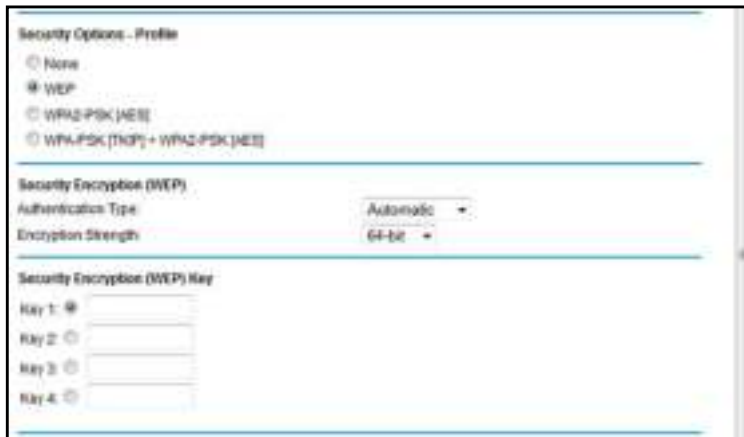 Security Options - Profile
None
WEP
WPA2-PSK [AES]
WPA-PSK [TKIP] + WPA2-PSK [AES]
Security Encryption (WEP)
Authentication Type Automatic
Encryption Strength 64-bit
Security Encryption (WEP) Key
Key 1:
Key 2:
Key 3:
Key 4: